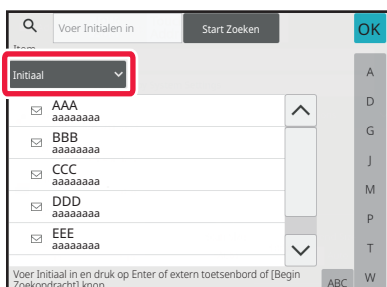 Voer Initialen in
Start Zoeken
OK
Item
Initiaal
AAA
aaaaaaaa
BBB
aaaaaaaa
CCC
aaaaaaaa
DDD
aaaaaaaa
EEE
aaaaaaaa
A
D
G
J
M
P
T
W
Voer Initiaal in en druk op Enter of extern toetsenbord of [Begin
Zoekopdracht] knop
ABC